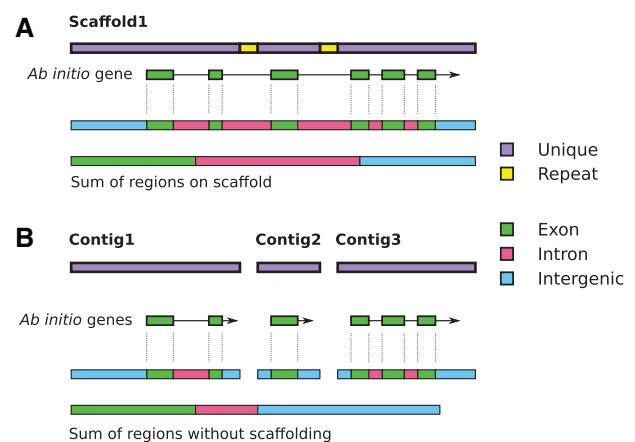 A
Scaffold1
Ab initio gene
Sum of regions on scaffold
Unique
Repeat
Exon
Intron
Intergenic
B
Contig1 Contig2 Contig3
Ab initio genes
Sum of regions without scaffolding